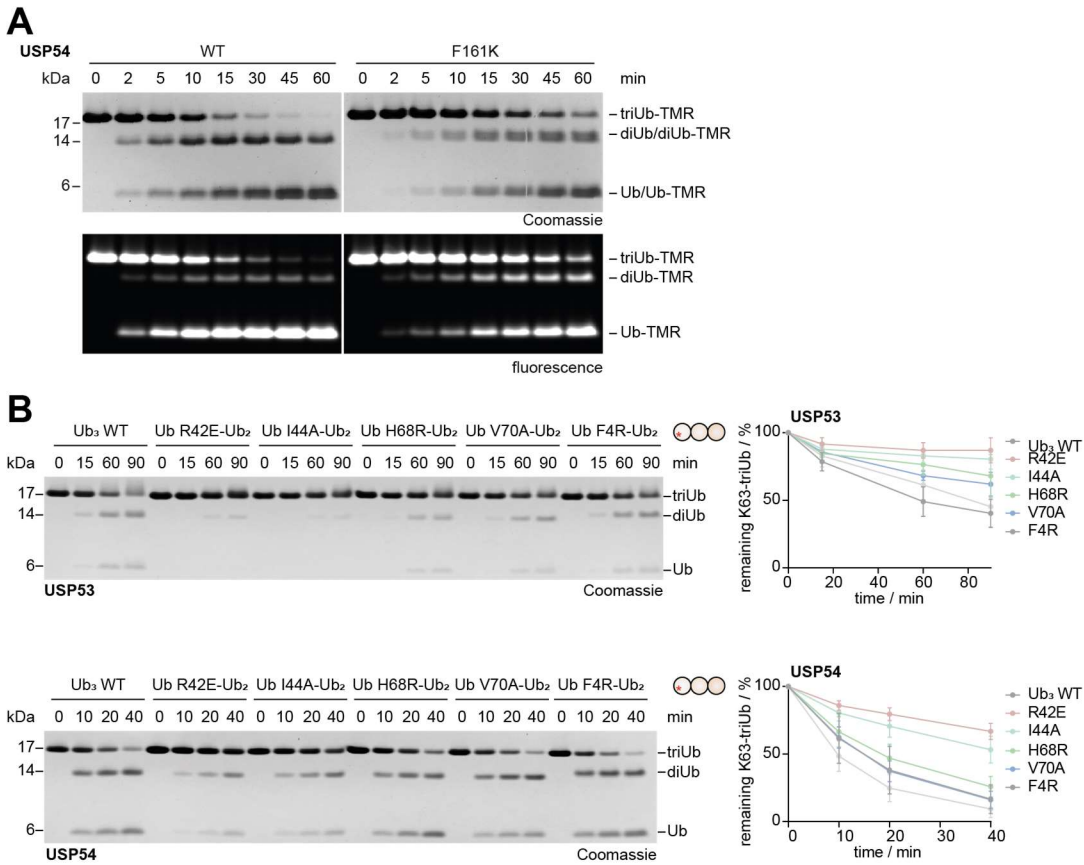 A
USP54
WT
F161K
kDa 0 2 5 10 15 30 45 60 0 2 5 10 15 30 45 60 min
17
14
6
triUb-TMR
diUb/diUb-TMR
Ub/Ub-TMR
Coomassie
triUb-TMR
diUb-TMR
Ub-TMR
fluorescence
B
Ub₃ WT Ub R42E-Ub₂ Ub I44A-Ub₂ Ub H68R-Ub₂ Ub V70A-Ub₂ Ub F4R-Ub₂
kDa 0 15 60 90 0 15 60 90 0 15 60 90 0 15 60 90 0 15 60 90 0 15 60 90 min
17
14
6
triUb
diUb
Ub
USP53
Coomassie
USP53
remaining K63-triUb / %
100
50
0
0 20 40 60 80
time / min
Ub₃ WT
R42E
I44A
H68R
V70A
F4R
Ub₃ WT Ub R42E-Ub₂ Ub I44A-Ub₂ Ub H68R-Ub₂ Ub V70A-Ub₂ Ub F4R-Ub₂
kDa 0 10 20 40 0 10 20 40 0 10 20 40 0 10 20 40 0 10 20 40 0 10 20 40 min
17
14
6
triUb
diUb
Ub
USP54
Coomassie
USP54
remaining K63-triUb / %
100
50
0
0 10 20 30 40
time / min
Ub₃ WT
R42E
I44A
H68R
V70A
F4R